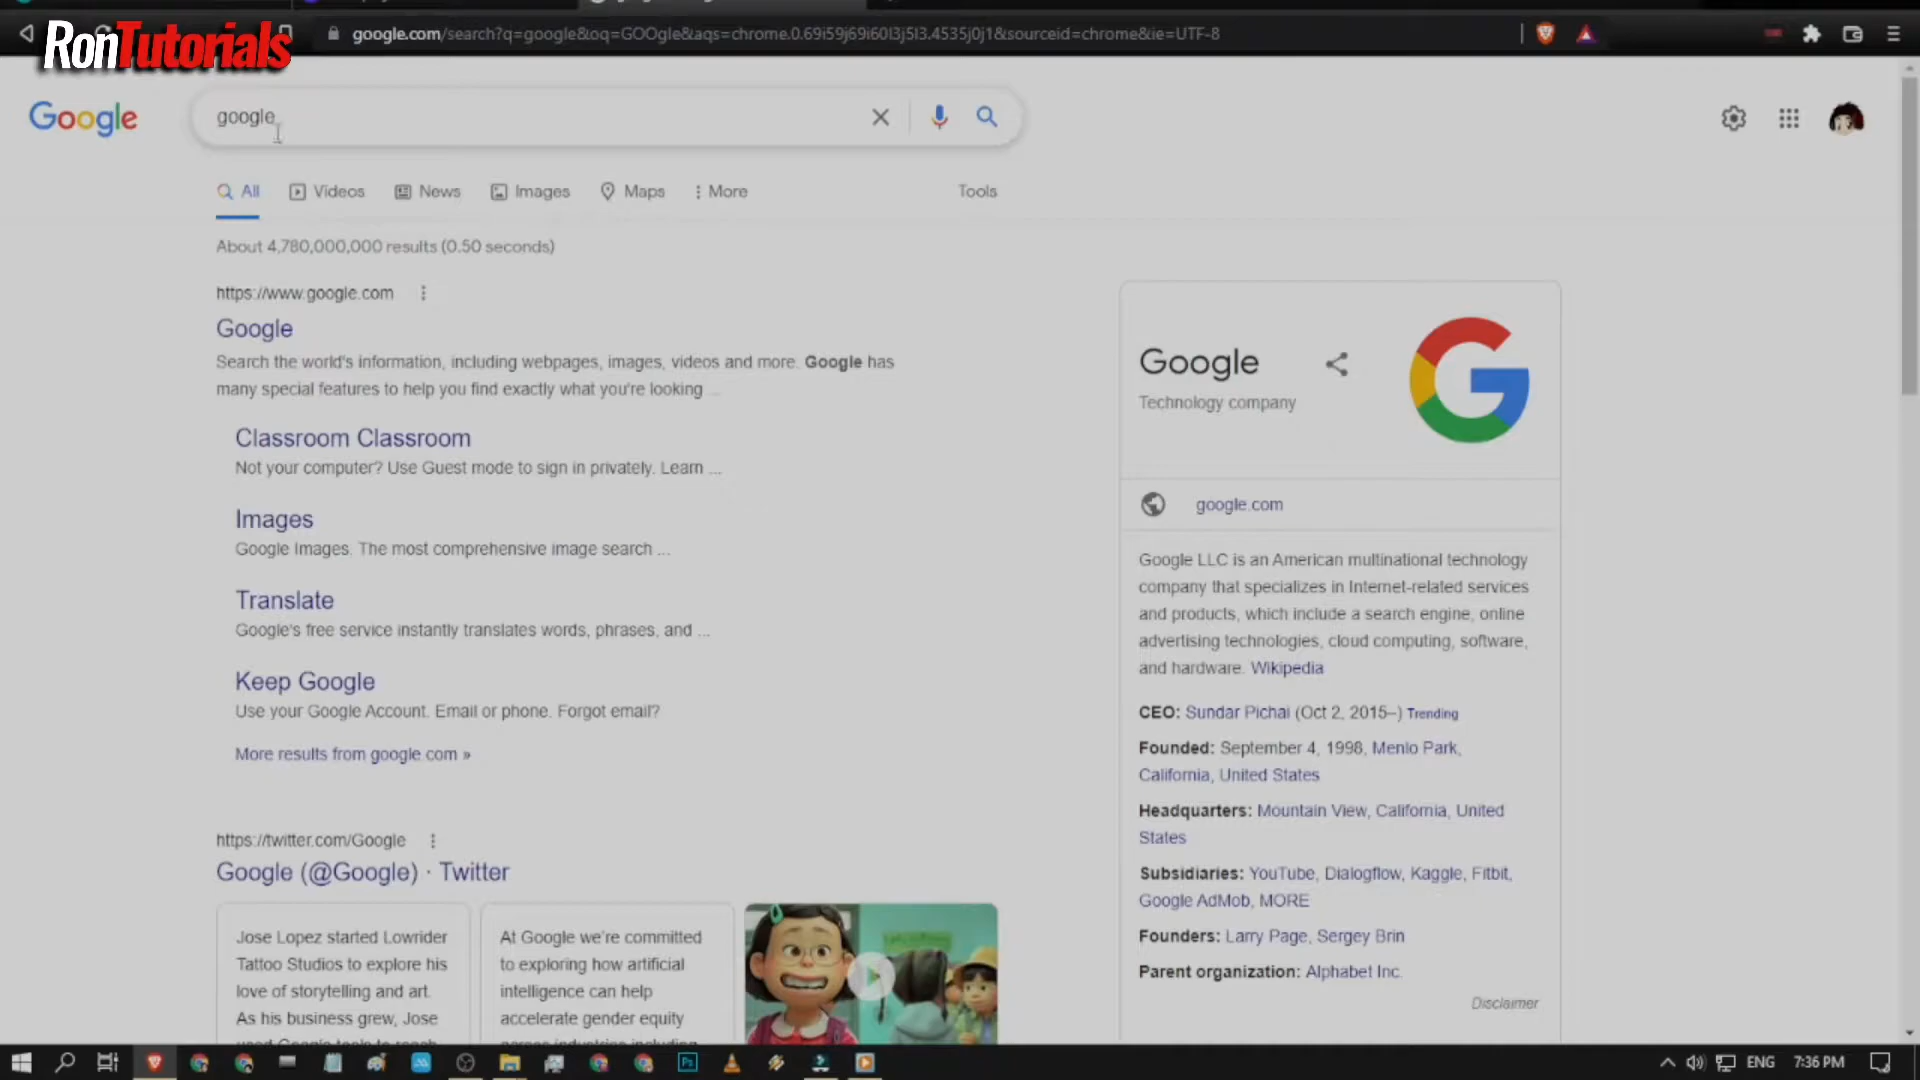 RonTutorials
google.com/search?q=google&oq=GOOgle&aqs=chrome.0.69i59j69i60l3j5l3.4535j0j1&sourceid=chrome&ie=UTF-8
Google
google
All
Videos
News
Images
Maps
More
Tools
About 4,780,000,000 results (0.50 seconds)
https://www.google.com
Google
Search the world's information, including webpages, images, videos and more. Google has
many special features to help you find exactly what you're looking ...
Classroom Classroom
Not your computer? Use Guest mode to sign in privately. Learn ...
Images
Google Images. The most comprehensive image search ...
Translate
Google's free service instantly translates words, phrases, and ...
Keep Google
Use your Google Account. Email or phone. Forgot email?
More results from google.com »
https://twitter.com/Google
Google (@Google) · Twitter
Jose Lopez started Lowrider
Tattoo Studios to explore his
love of storytelling and art.
As his business grew, Jose
used Google tools to reach
At Google we're committed
to exploring how artificial
intelligence can help
accelerate gender equity
across industries including
Google
Technology company
google.com
Google LLC is an American multinational technology
company that specializes in Internet-related services
and products, which include a search engine, online
advertising technologies, cloud computing, software,
and hardware. Wikipedia
CEO: Sundar Pichai (Oct 2, 2015–) Trending
Founded: September 4, 1998, Menlo Park,
California, United States
Headquarters: Mountain View, California, United
States
Subsidiaries: YouTube, Dialogflow, Kaggle, Fitbit,
Google AdMob, MORE
Founders: Larry Page, Sergey Brin
Parent organization: Alphabet Inc.
Disclaimer
Ps
ENG
7:36 PM